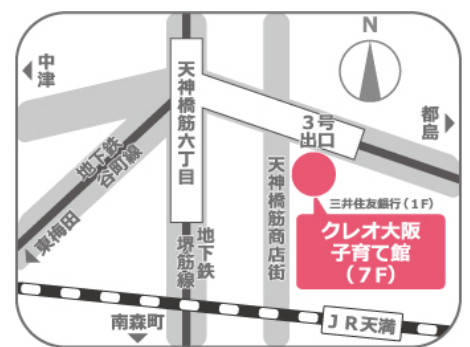 N
中津
天神橋筋六丁目
3号
出口
都島
地下鉄
谷町線
天神橋筋商店街
三井住友銀行(1F)
クレオ大阪
子育て館
(7F)
東梅田
地下鉄
堺筋線
南森町
JR天満